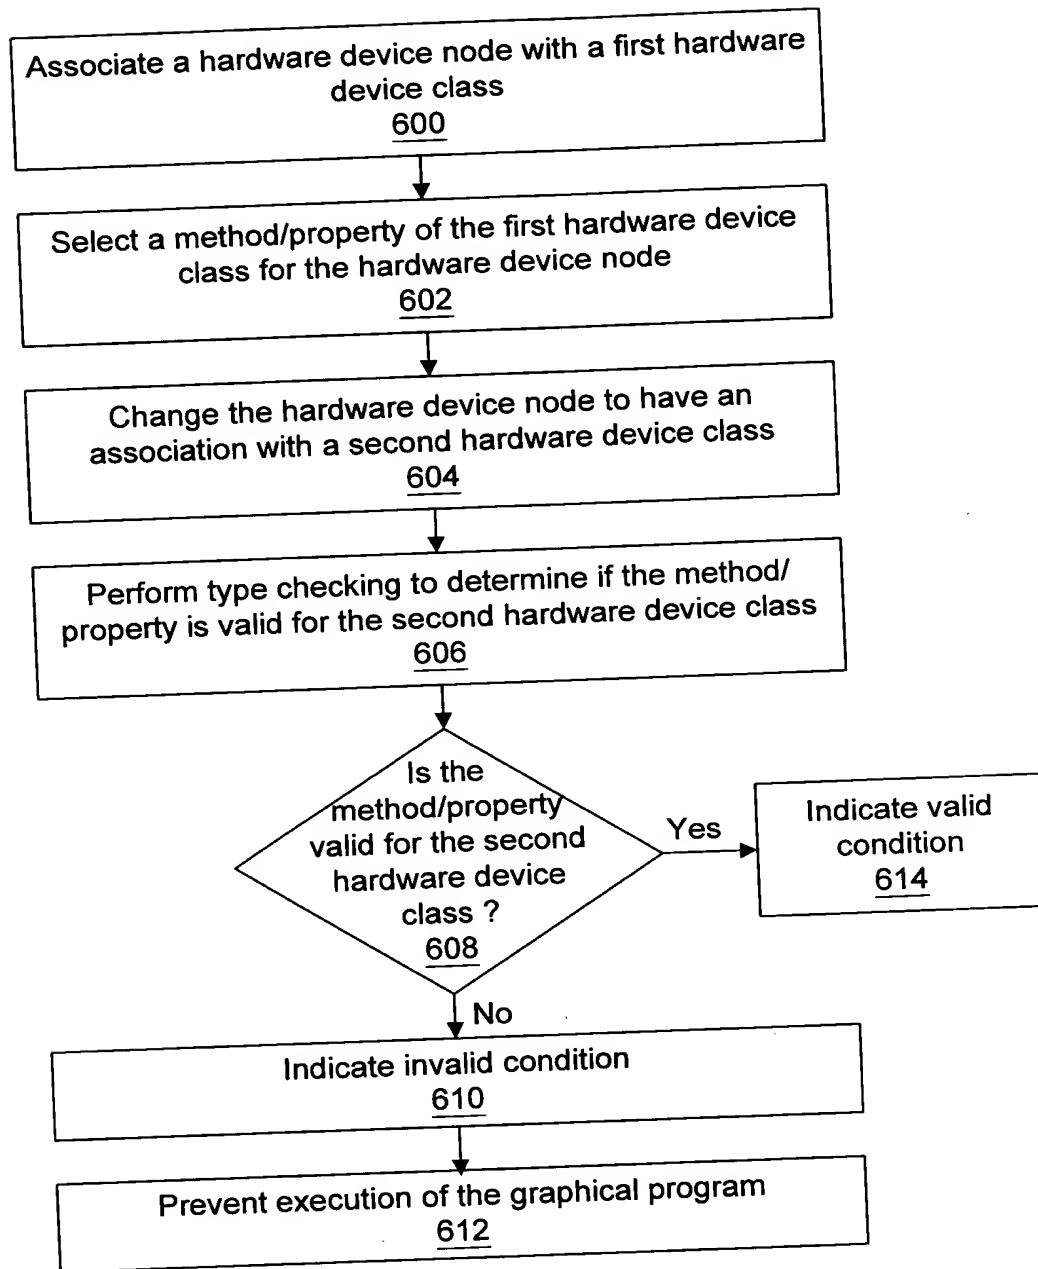 Associate a hardware device node with a first hardware
device class
600
Select a method/property of the first hardware device
class for the hardware device node
602
Change the hardware device node to have an
association with a second hardware device class
604
Perform type checking to determine if the method/
property is valid for the second hardware device class
606
Is the
method/property
valid for the second
hardware device
class ?
608
Yes
Indicate valid
condition
614
No
Indicate invalid condition
610
Prevent execution of the graphical program
612